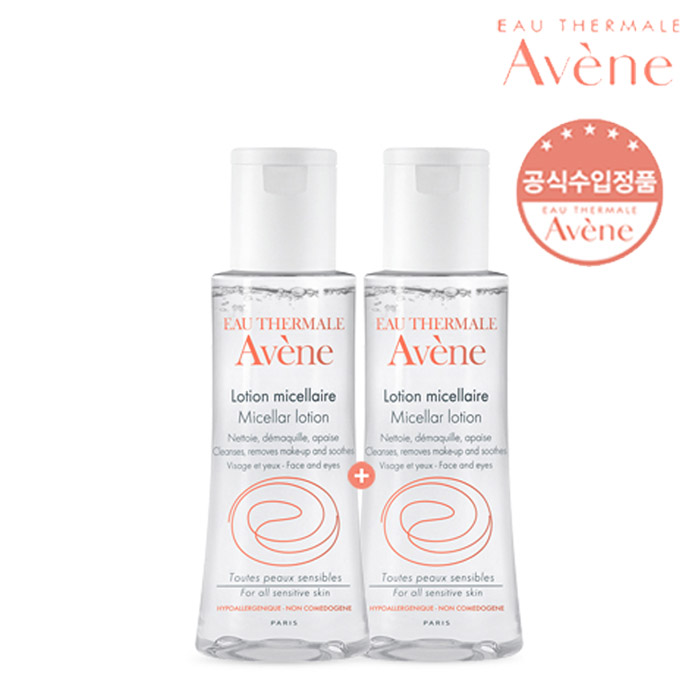 EAU THERMALE
Avène
공식수입정품
EAU THERMALE
Avène
EAU THERMALE
Avène
Lotion micellaire
Micellar lotion
Nettoie, démaquille, apaise
Cleanses, removes make-up and soothes
Visage et yeux - Face and eyes
Toutes peaux sensibles
For all sensitive skin
HYPOALLERGENIQUE - NON COMEDOGENE
PARIS
+
EAU THERMALE
Avène
Lotion micellaire
Micellar lotion
Nettoie, démaquille, apaise
Cleanses, removes make-up and soothes
Visage et yeux - Face and eyes
Toutes peaux sensibles
For all sensitive skin
HYPOALLERGENIQUE - NON COMEDOGENE
PARIS